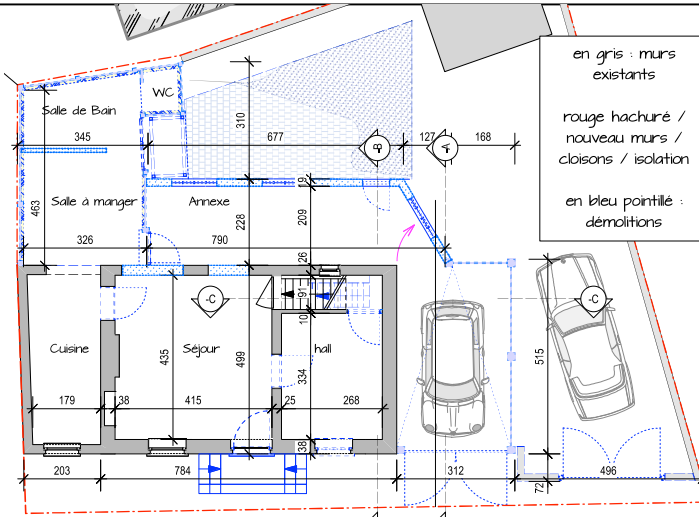 en gris : murs
existants
rouge hachuré /
nouveau murs /
cloisons / isolation
en bleu pointillé :
démolitions
WC
Salle de Bain
345
310
677
127
168
-B
-A
463
Salle à manger
Annexe
19
209
228
326
790
26
91
10
-C
-C
Cuisine
435
Séjour
499
hall
334
515
179
38
415
25
268
38
203
784
312
72
496